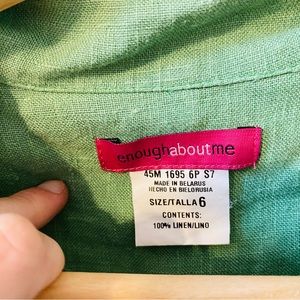 enoughaboutme
45M 1695 6P S7
MADE IN BELARUS
HECHO EN BIELORUSIA
SIZE/TALLA 6
CONTENTS:
100% LINEN/LINO